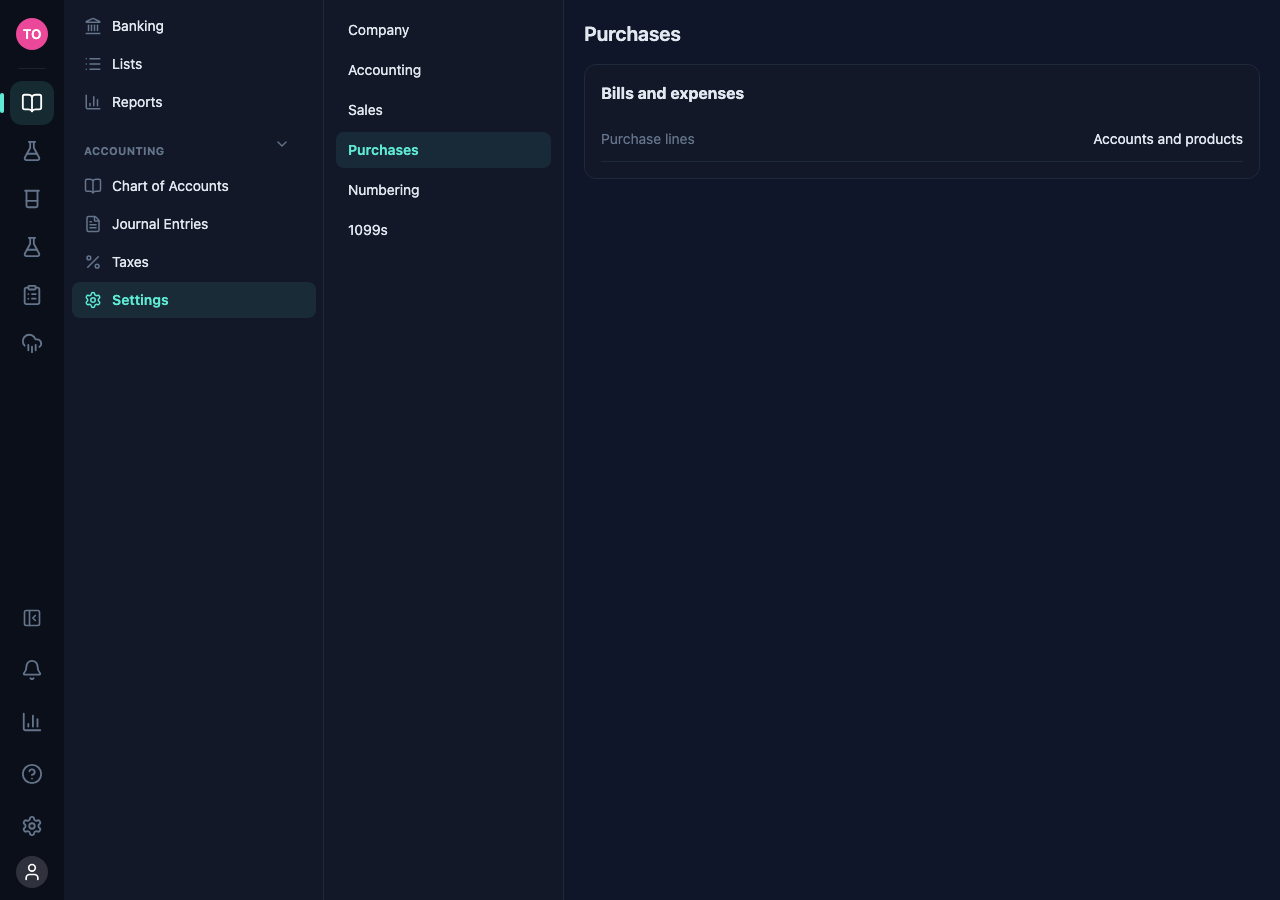 TO
Banking
Lists
Reports
ACCOUNTING
Chart of Accounts
Journal Entries
Taxes
Settings
Company
Accounting
Sales
Purchases
Numbering
1099s
Purchases
Bills and expenses
Purchase lines Accounts and products